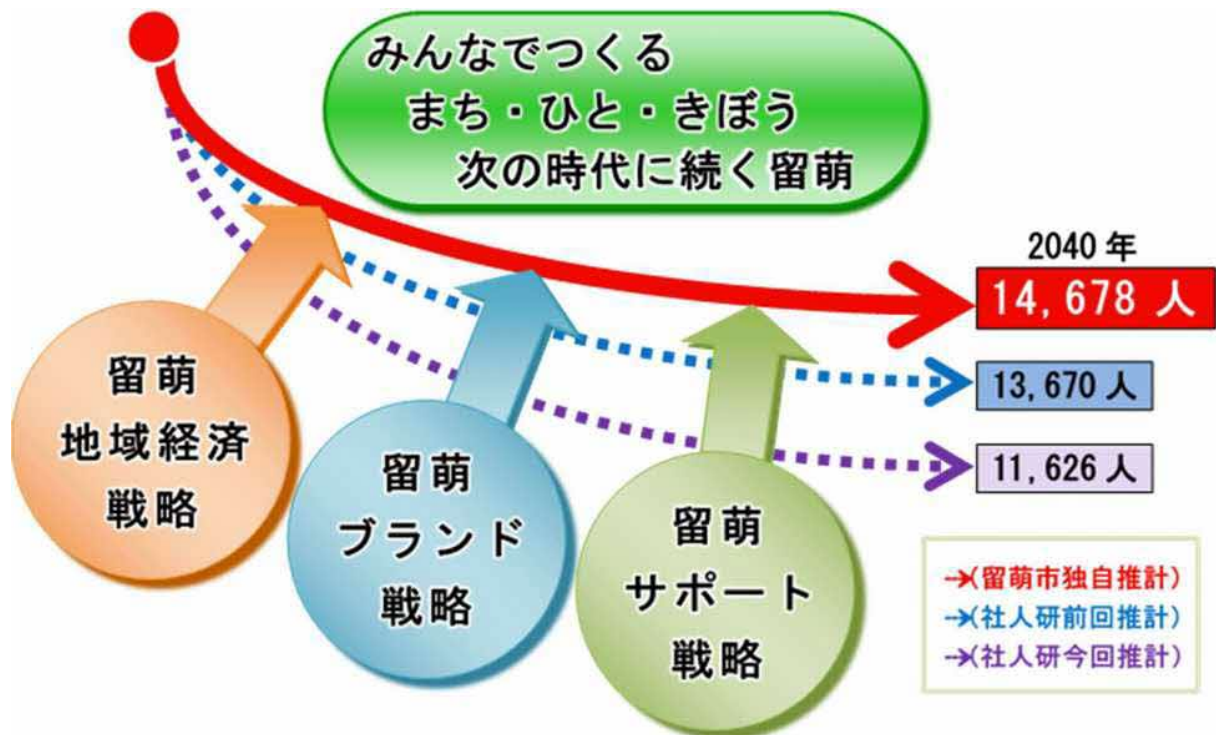 みんなでつくる
まち・ひと・きぼう
次の時代に続く留萌
2040 年
14,678 人
13,670 人
11,626 人
留萌
地域経済
戦略
留萌
ブランド
戦略
留萌
サポート
戦略
(留萌市独自推計)
(社人研前回推計)
(社人研今回推計)